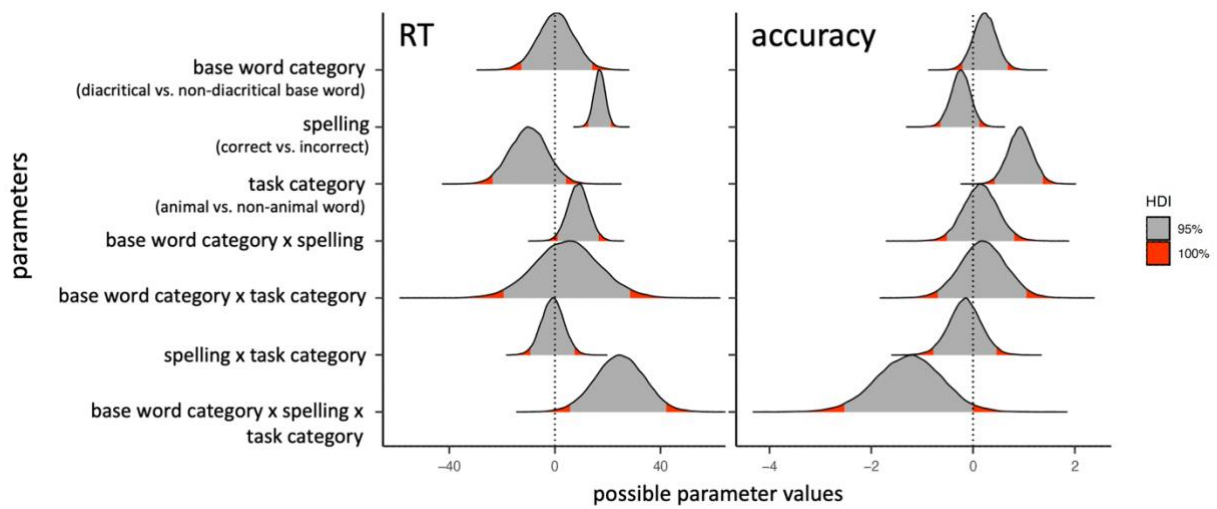 RT
accuracy
parameters
base word category
(diacritical vs. non-diacritical base word)
spelling
(correct vs. incorrect)
task category
(animal vs. non-animal word)
base word category x spelling
base word category x task category
spelling x task category
base word category x spelling x
task category
HDI
95%
100%
−40
0
40
−4
−2
0
2
possible parameter values